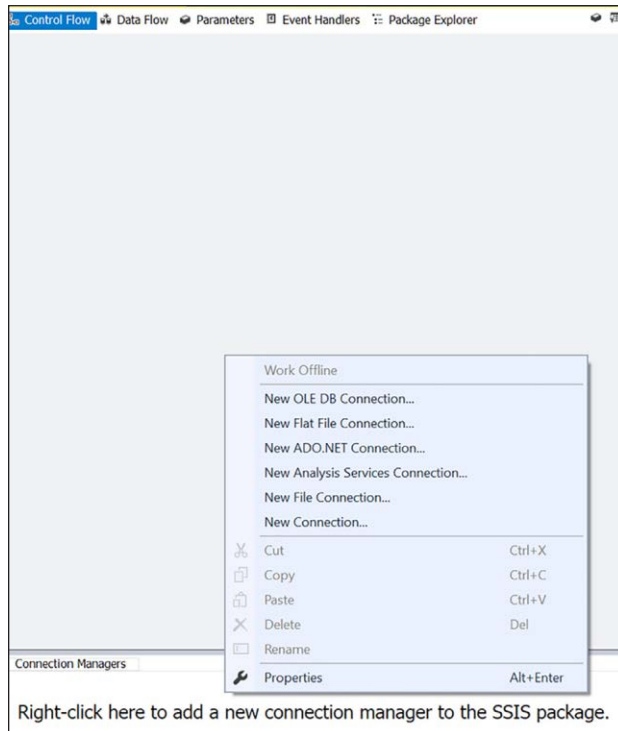 Control Flow Data Flow Parameters Event Handlers Package Explorer
Work Offline
New OLE DB Connection...
New Flat File Connection...
New ADO.NET Connection...
New Analysis Services Connection...
New File Connection...
New Connection...
Cut Ctrl+X
Copy Ctrl+C
Paste Ctrl+V
Delete Del
Rename
Properties Alt+Enter
Connection Managers
Right-click here to add a new connection manager to the SSIS package.